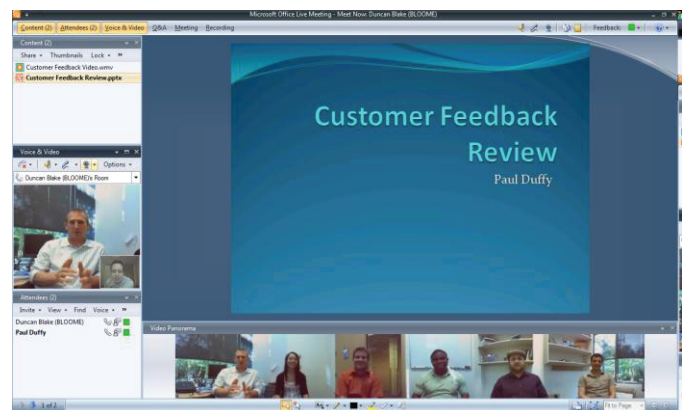 Microsoft Office Live Meeting - Meet Now: Duncan Blake (BLOOME)
Content (2) Attendees (2) Voice & Video Q&A Meeting Recording
Feedback:
Content (2)
Share Thumbnails Lock
Customer Feedback Video.wmv
Customer Feedback Review.pptx
Customer Feedback
Review
Paul Duffy
Voice & Video
Options
Duncan Blake (BLOOME)'s Room
Attendees (2)
Invite View Find Voice
Duncan Blake (BLOOME)
Paul Duffy
Video Panorama
1 of 2
Fit to Page